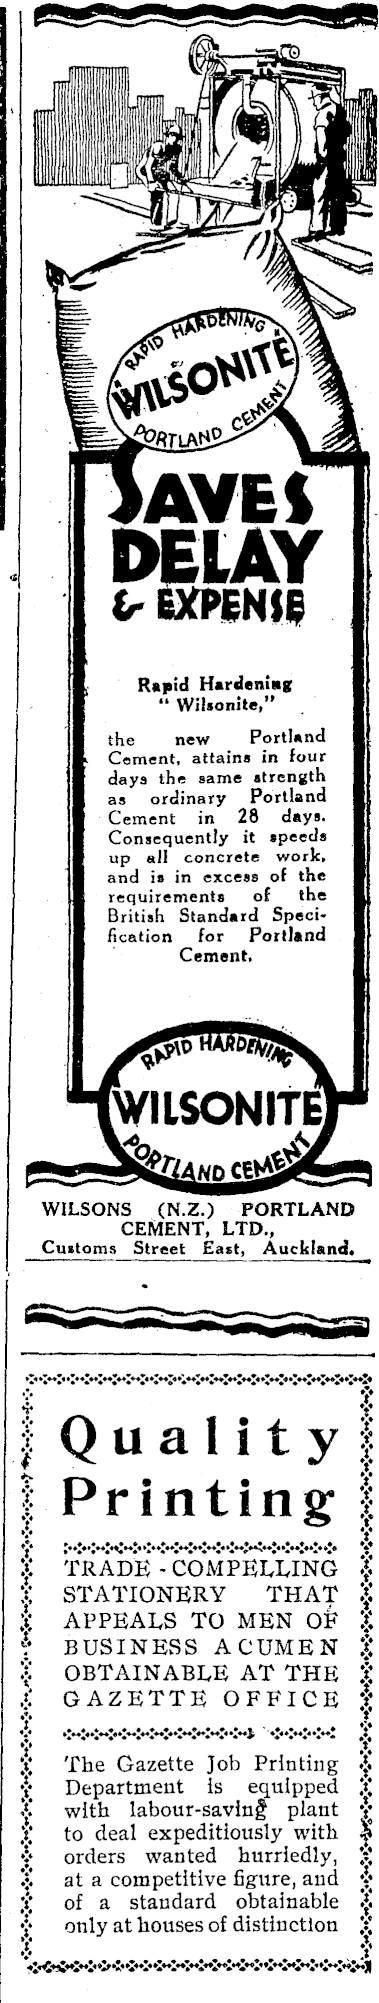 RAPID HARDENING
"WILSONITE"
PORTLAND CEMENT
SAVES
DELAY
& EXPENSE
Rapid Hardening
"Wilsonite,"
the new Portland
Cement, attains in four
days the same strength
as ordinary Portland
Cement in 28 days.
Consequently it speeds
up all concrete work,
and is in excess of the
requirements of the
British Standard Speci-
fication for Portland
Cement.
RAPID HARDENING
"WILSONITE"
PORTLAND CEMENT
WILSONS (N.Z.) PORTLAND
CEMENT, LTD.,
Customs Street East, Auckland.
Quality
Printing
TRADE-COMPELLING
STATIONERY THAT
APPEALS TO MEN OF
BUSINESS ACUMEN
OBTAINABLE AT THE
GAZETTE OFFICE
The Gazette Job Printing
Department is equipped
with labour-saving plant
to deal expeditiously with
orders wanted hurriedly,
at a competitive figure, and
of a standard obtainable
only at houses of distinction